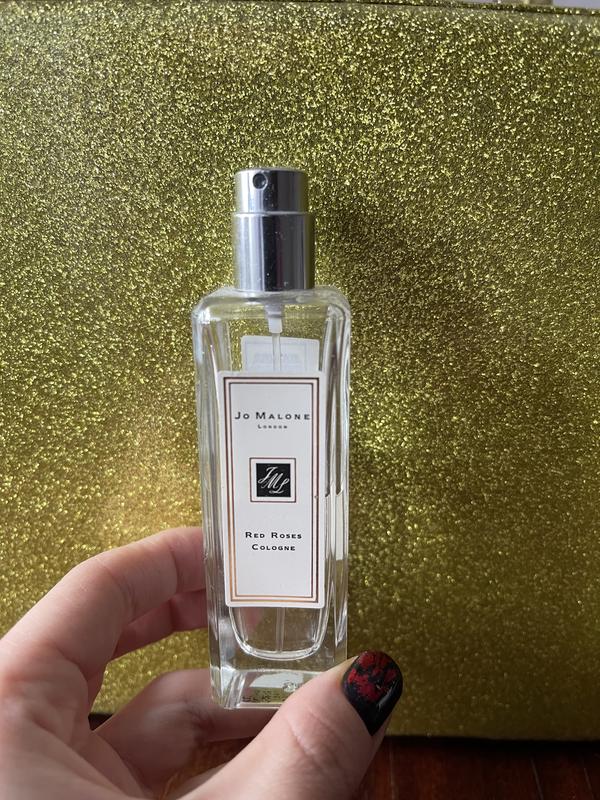 Jo Malone
London
JML
Red Roses
Cologne